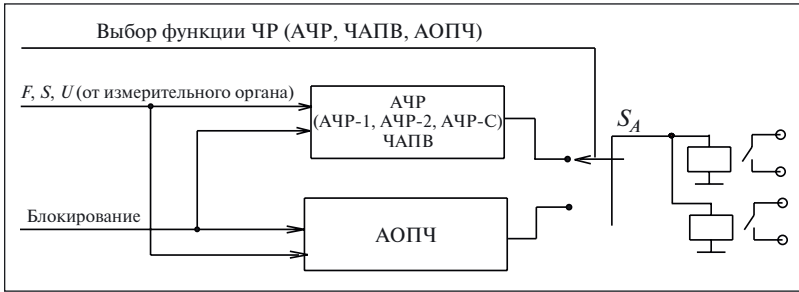 Выбор функции ЧР (АЧР, ЧАПВ, АОПЧ)
F, S, U (от измерительного органа)
АЧР
(АЧР-1, АЧР-2, АЧР-С)
ЧАПВ
S_A
Блокирование
АОПЧ